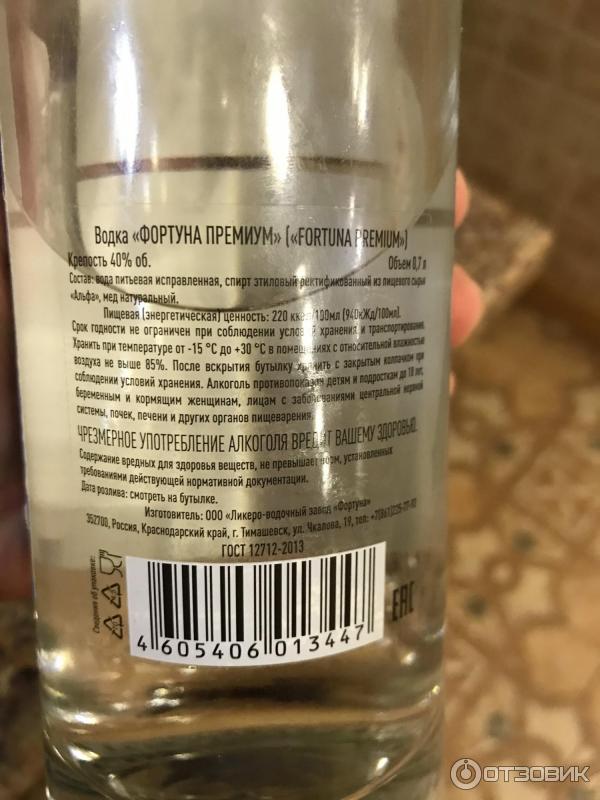 Водка «ФОРТУНА ПРЕМИУМ» («FORTUNA PREMIUM»)
Крепость 40% об. Объем 0,7 л
Состав: вода питьевая исправленная, спирт этиловый ректификованный из пищевого сырья
«Альфа», мед натуральный.
Пищевая (энергетическая) ценность: 220 ккал/100мл (940кЖд/100мл).
Срок годности не ограничен при соблюдении условий хранения и транспортирования.
Хранить при температуре от -15 °С до +30 °С в помещениях с относительной влажностью
воздуха не выше 85%. После вскрытия бутылку хранить с закрытым колпачком при
соблюдении условий хранения. Алкоголь противопоказан детям и подросткам до 18 лет,
беременным и кормящим женщинам, лицам с заболеваниями центральной нервной
системы, почек, печени и других органов пищеварения.
ЧРЕЗМЕРНОЕ УПОТРЕБЛЕНИЕ АЛКОГОЛЯ ВРЕДИТ ВАШЕМУ ЗДОРОВЬЮ.
Содержание вредных для здоровья веществ, не превышает норм, установленных
требованиями действующей нормативной документации.
Дата розлива: смотреть на бутылке.
Изготовитель: ООО «Ликеро-водочный завод «Фортуна»
352700, Россия, Краснодарский край, г. Тимашевск, ул. Чкалова, 19, тел.:
ГОСТ 12712-2013
Сведения об упаковке:
4 605406 013447
EAC
ОТЗОВИК